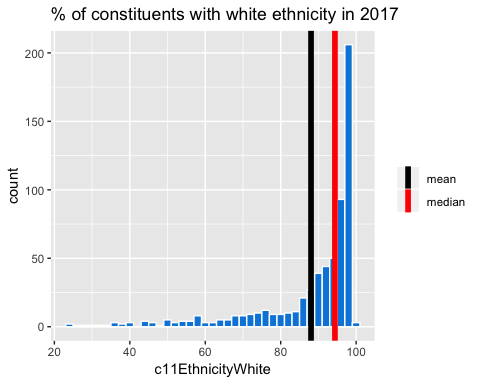 % of constituents with white ethnicity in 2017
200
150
100
50
0
count
20
40
60
80
100
c11EthnicityWhite
mean
median